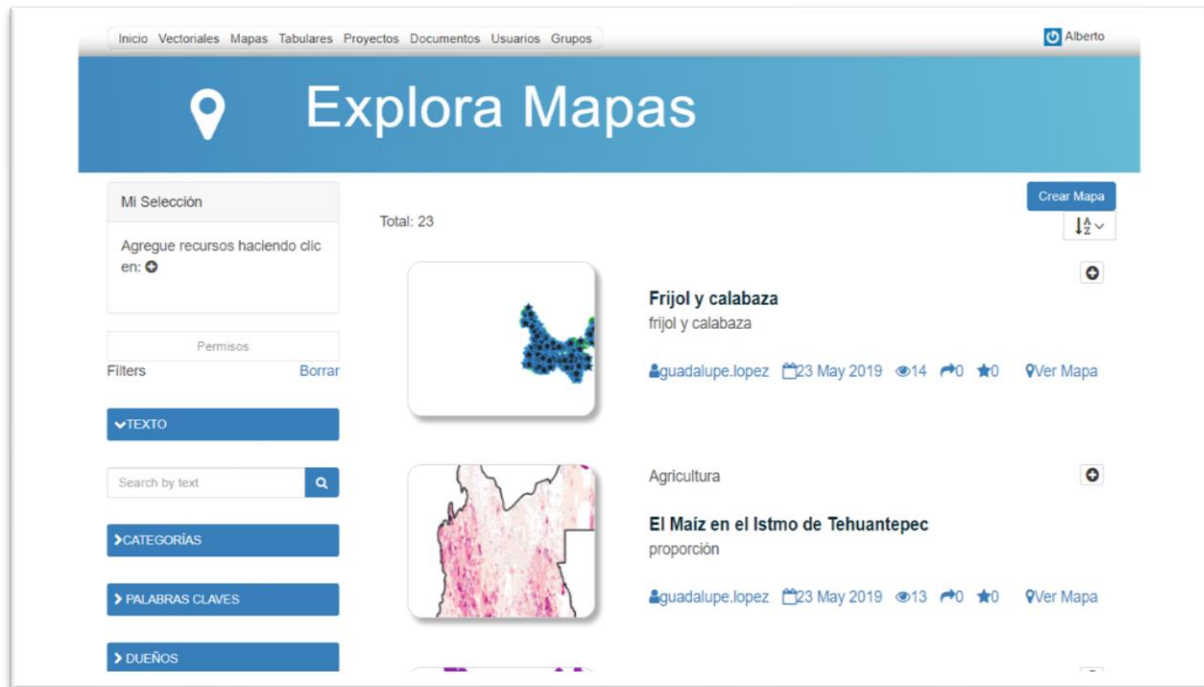 Inicio Vectoriales Mapas Tabulares Proyectos Documentos Usuarios Grupos
Alberto
Explora Mapas
Mi Selección
Agregue recursos haciendo clic
en:
Permisos
Filters
Borrar
TEXTO
Search by text
CATEGORÍAS
PALABRAS CLAVES
DUEÑOS
Crear Mapa
Total: 23
Frijol y calabaza
frijol y calabaza
guadalupe.lopez 23 May 2019 14 0 0 Ver Mapa
Agricultura
El Maíz en el Istmo de Tehuantepec
proporción
guadalupe.lopez 23 May 2019 13 0 0 Ver Mapa